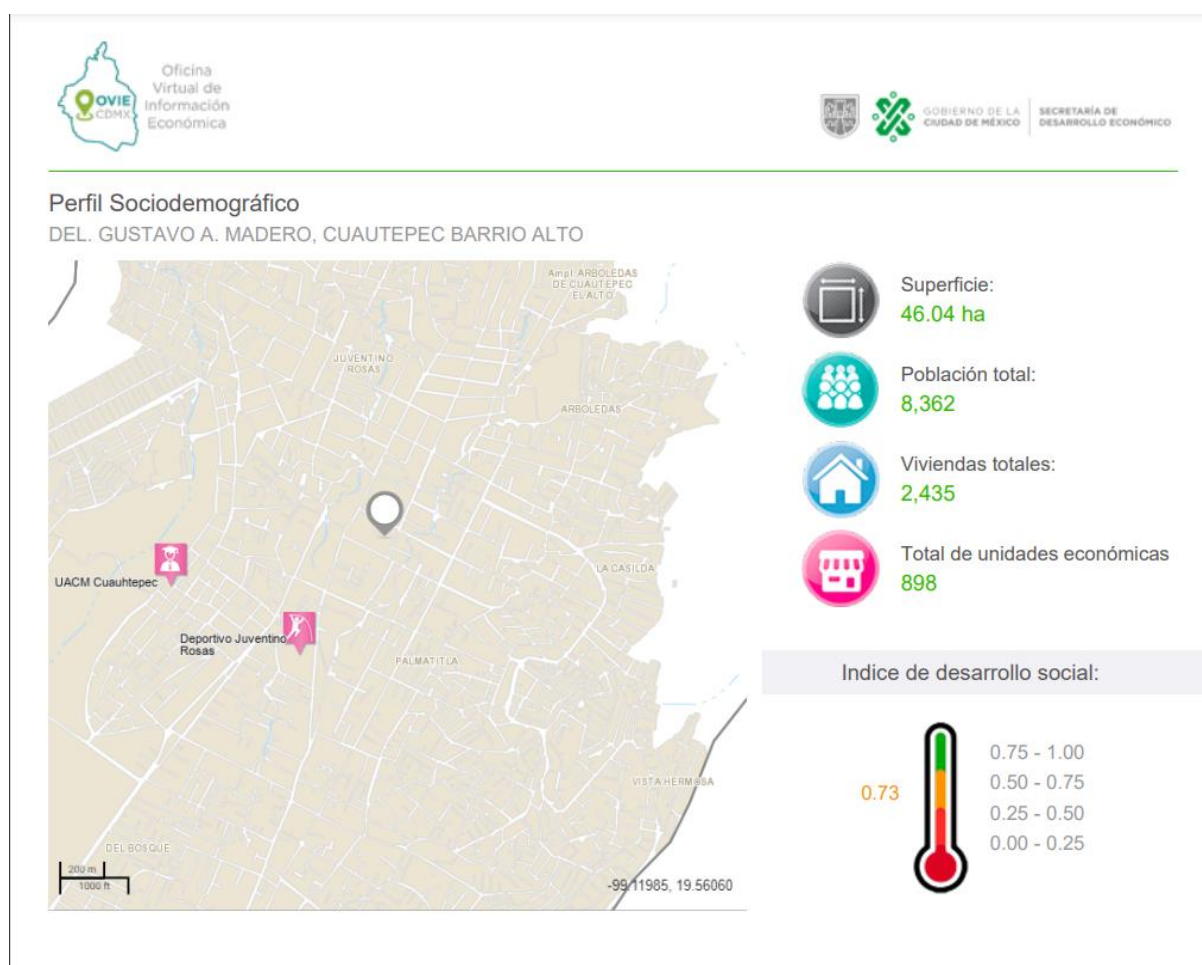 Oficina
Virtual de
Información
Económica
OVIE
CDMX
GOBIERNO DE LA
CIUDAD DE MÉXICO
SECRETARÍA DE
DESARROLLO ECONÓMICO
Perfil Sociodemográfico
DEL. GUSTAVO A. MADERO, CUAUTEPEC BARRIO ALTO
Ampl. ARBOLEDAS
DE CUAUTEPEC
EL ALTO
JUVENTINO
ROSAS
ARBOLEDAS
LA CASILDA
UACM Cuauhtepec
Deportivo Juventino
Rosas
PALMATITLA
VISTA HERMOSA
DEL BOSQUE
200 m
1000 ft
-99.11985, 19.56060
Superficie:
46.04 ha
Población total:
8,362
Viviendas totales:
2,435
Total de unidades económicas
898
Indice de desarrollo social:
0.73
0.75 - 1.00
0.50 - 0.75
0.25 - 0.50
0.00 - 0.25